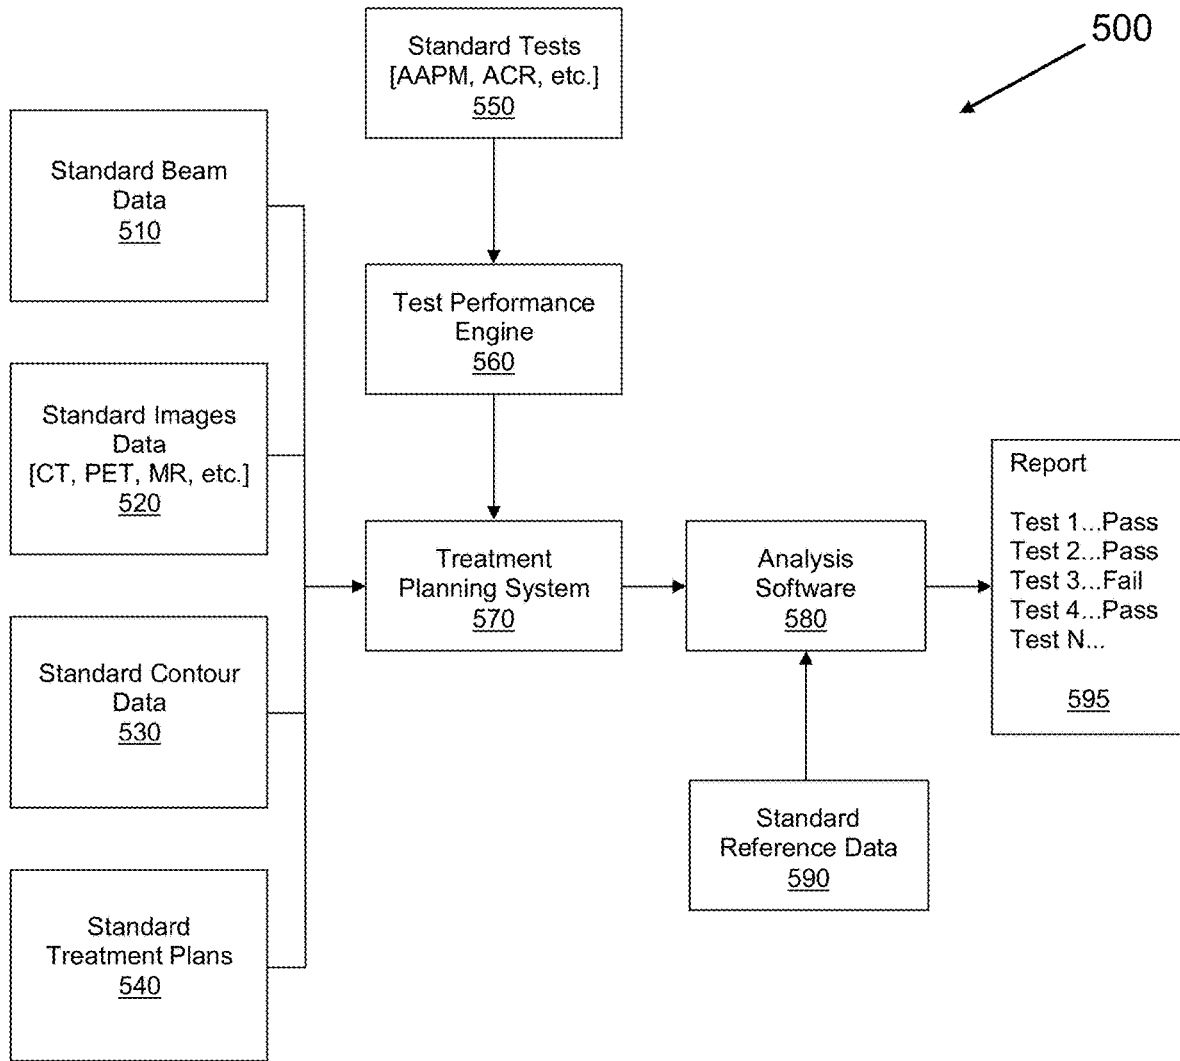 500
Standard Tests
[AAPM, ACR, etc.]
550
Standard Beam
Data
510
Test Performance
Engine
560
Standard Images
Data
[CT, PET, MR, etc.]
520
Treatment
Planning System
570
Analysis
Software
580
Report
Test 1...Pass
Test 2...Pass
Test 3...Fail
Test 4...Pass
Test N...
595
Standard Contour
Data
530
Standard
Reference Data
590
Standard
Treatment Plans
540